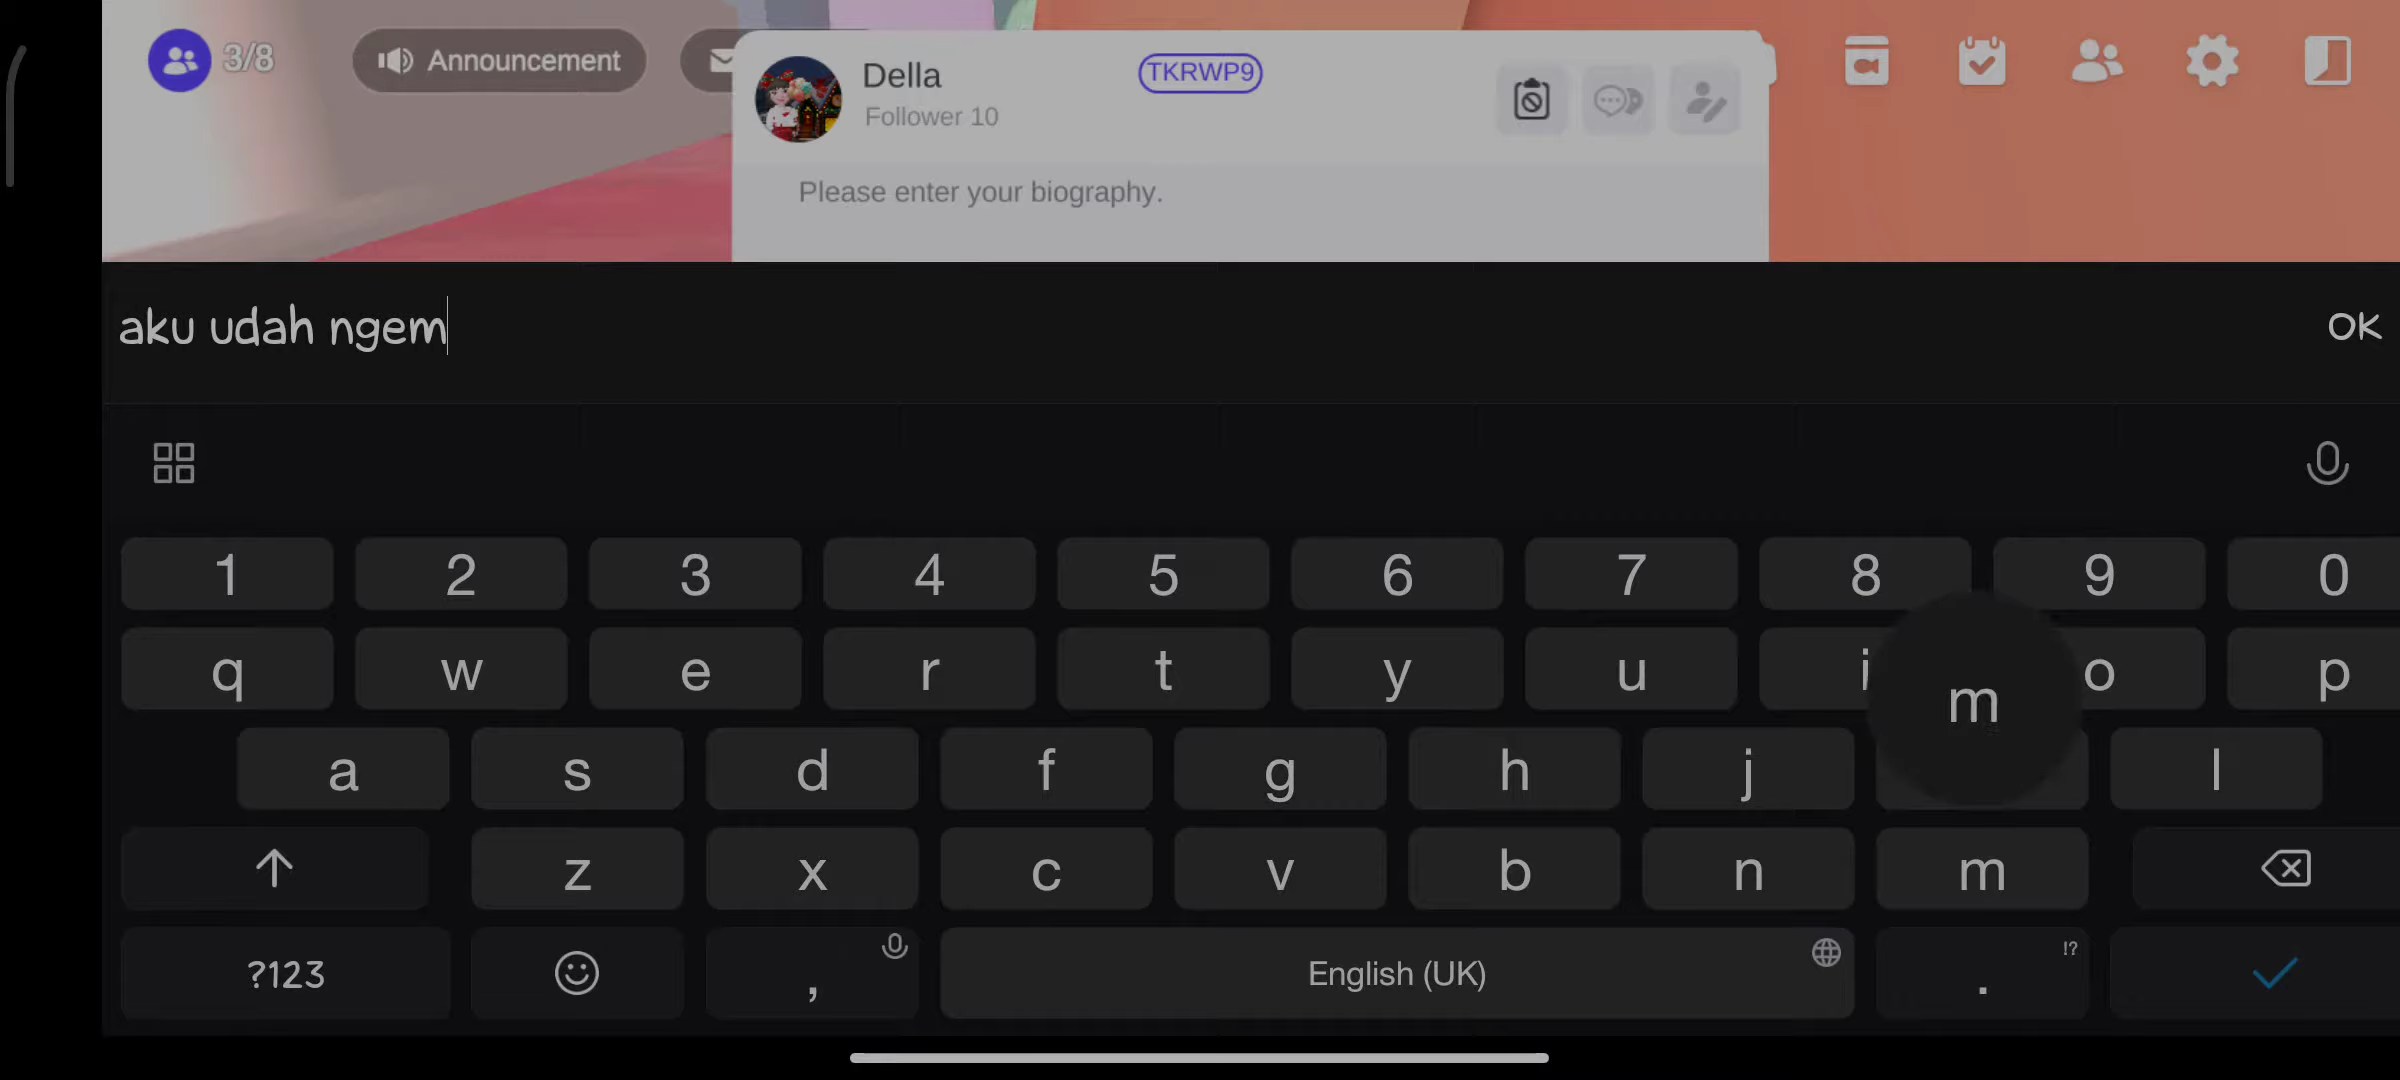 3/8
Announcement
Della
TKRWP9
Follower 10
Please enter your biography.
aku udah ngem
OK
1 2 3 4 5 6 7 8 9 0
q w e r t y u i o p
m
a s d f g h j l
z x c v b n m
?123 , English (UK) . !?